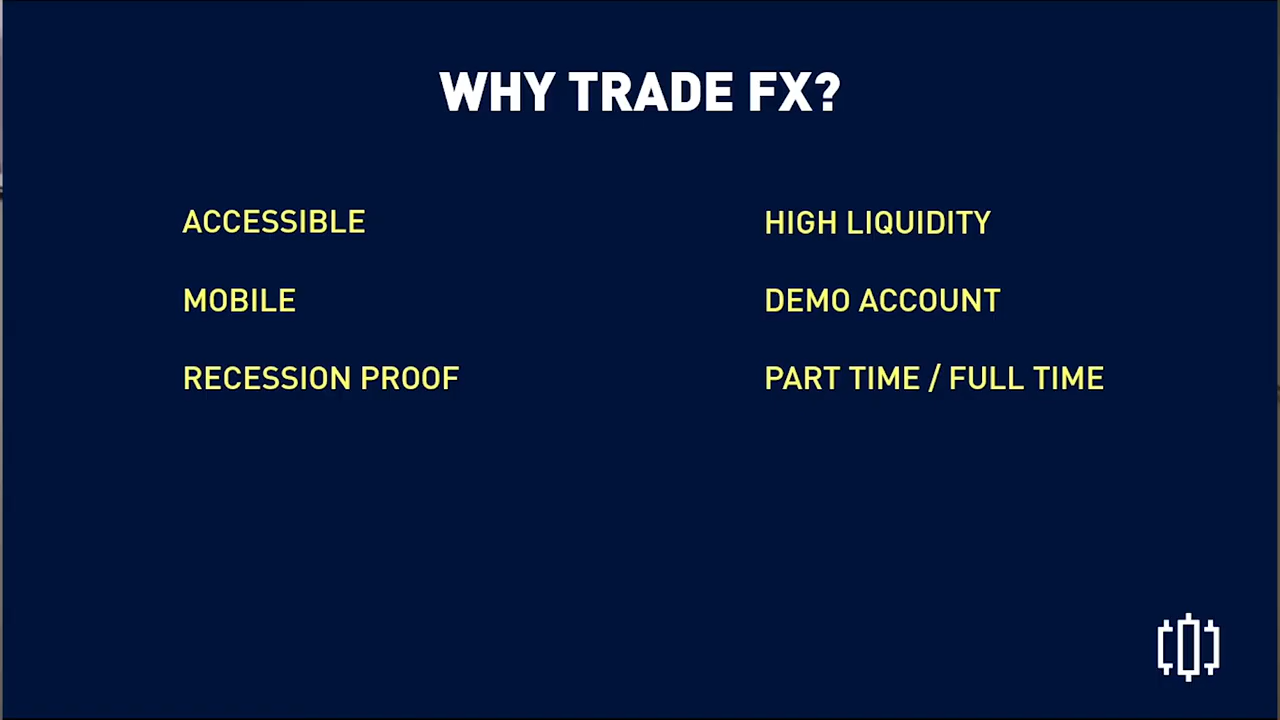 WHY TRADE FX?
ACCESSIBLE
MOBILE
RECESSION PROOF
HIGH LIQUIDITY
DEMO ACCOUNT
PART TIME / FULL TIME